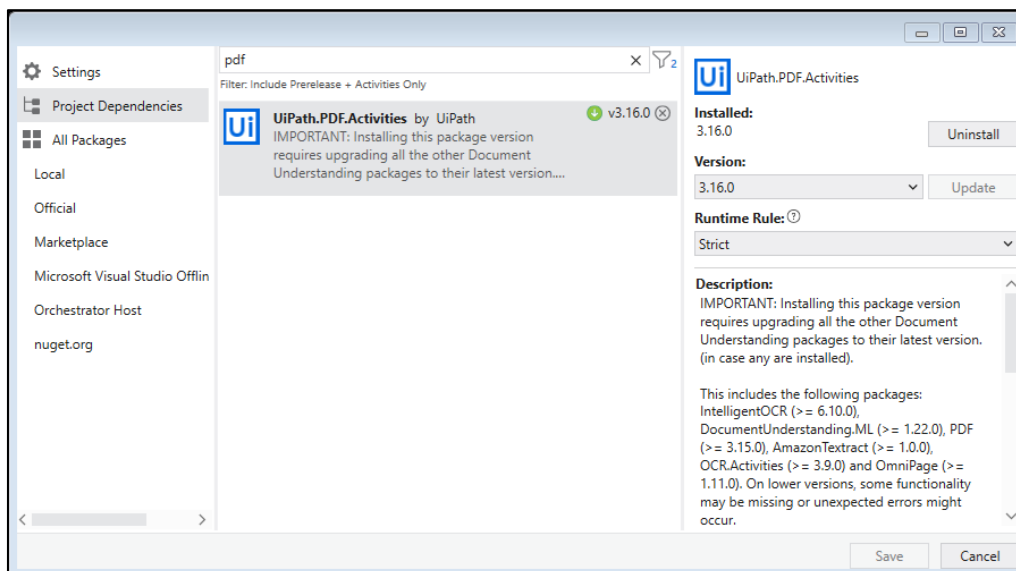 Settings
Project Dependencies
All Packages
Local
Official
Marketplace
Microsoft Visual Studio Offlin
Orchestrator Host
nuget.org
pdf
2
Filter: Include Prerelease + Activities Only
Ui
UiPath.PDF.Activities by UiPath
v3.16.0
IMPORTANT: Installing this package version
requires upgrading all the other Document
Understanding packages to their latest version....
Ui
UiPath.PDF.Activities
Installed:
3.16.0
Uninstall
Version:
3.16.0
Update
Runtime Rule: ?
Strict
Description:
IMPORTANT: Installing this package version
requires upgrading all the other Document
Understanding packages to their latest version.
(in case any are installed).
This includes the following packages:
IntelligentOCR (>= 6.10.0),
DocumentUnderstanding.ML (>= 1.22.0), PDF
(>= 3.15.0), AmazonTextract (>= 1.0.0),
OCR.Activities (>= 3.9.0) and OmniPage (>=
1.11.0). On lower versions, some functionality
may be missing or unexpected errors might
occur.
Save
Cancel